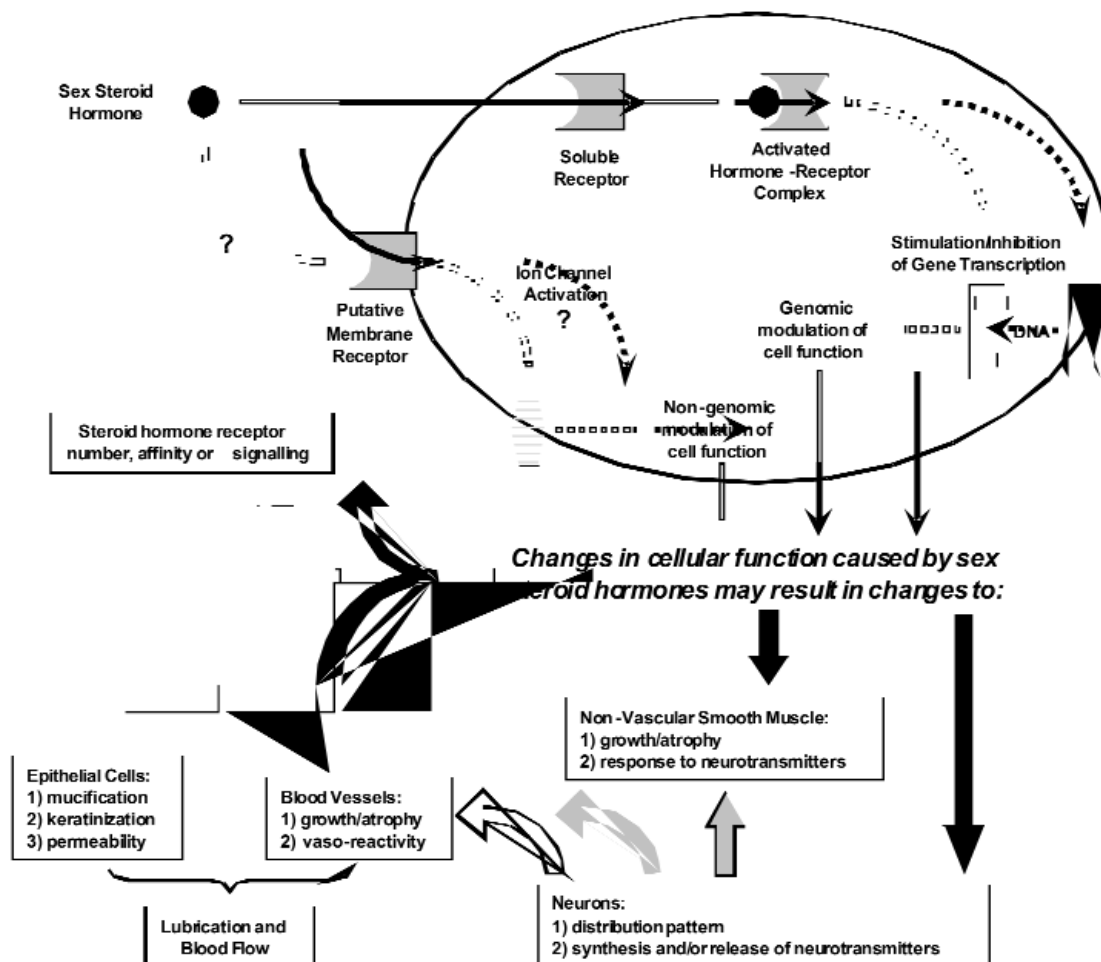 Sex Steroid
Hormone
Soluble
Receptor
Activated
Hormone -Receptor
Complex
?
Putative
Membrane
Receptor
Ion Channel
Activation
?
Stimulation/Inhibition
of Gene Transcription
DNA
Genomic
modulation of
cell function
Non-genomic
modulation of
cell function
Steroid hormone receptor
number, affinity or signalling
Changes in cellular function caused by sex
hormones may result in changes to:
Non -Vascular Smooth Muscle:
1) growth/atrophy
2) response to neurotransmitters
Epithelial Cells:
1) mucification
2) keratinization
3) permeability
Blood Vessels:
1) growth/atrophy
2) vaso-reactivity
Lubrication and
Blood Flow
Neurons:
1) distribution pattern
2) synthesis and/or release of neurotransmitters